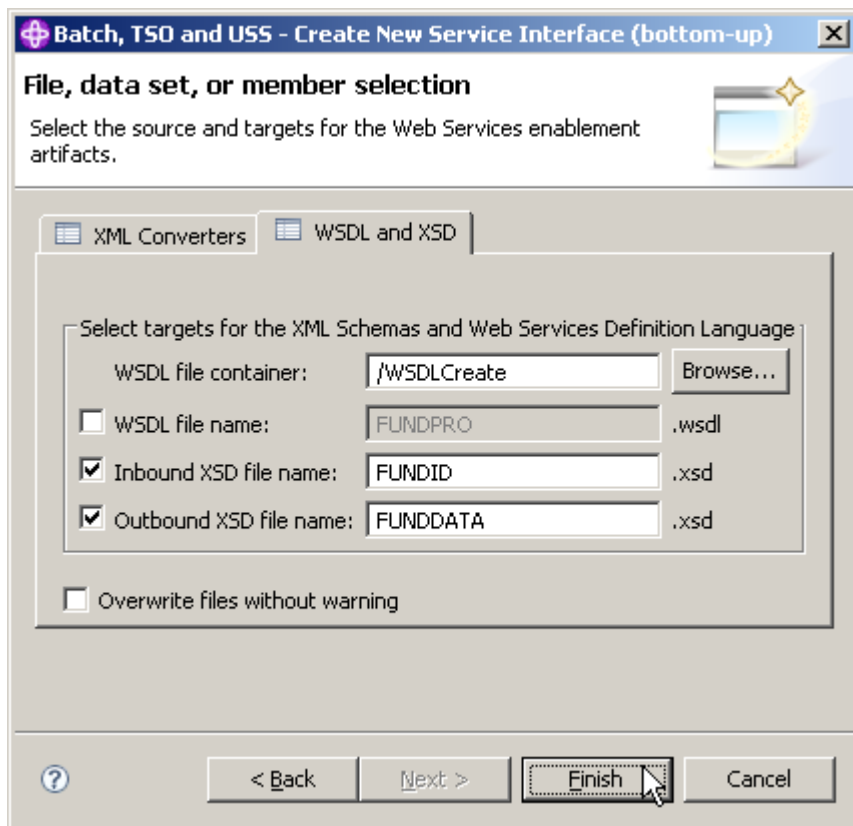 Batch, TSO and USS - Create New Service Interface (bottom-up)
File, data set, or member selection
Select the source and targets for the Web Services enablement
artifacts.
XML Converters
WSDL and XSD
Select targets for the XML Schemas and Web Services Definition Language
WSDL file container: /WSDLCreate Browse...
WSDL file name: FUNDPRO .wsdl
Inbound XSD file name: FUNDID .xsd
Outbound XSD file name: FUNDDATA .xsd
Overwrite files without warning
? < Back Next > Finish Cancel